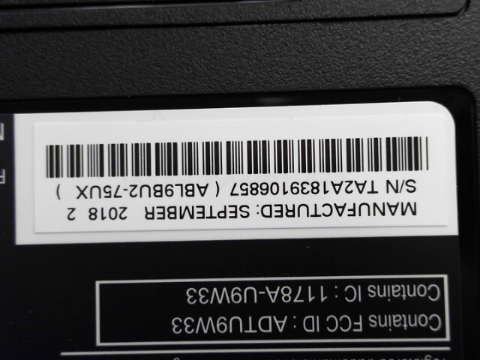 Contains FCC ID : ADTU9W33
Contains IC : 1178A-U9W33
MANUFACTURED: SEPTEMBER 2018 2
S/N TA2A1839106857 ( ABL9BU2-75UX )